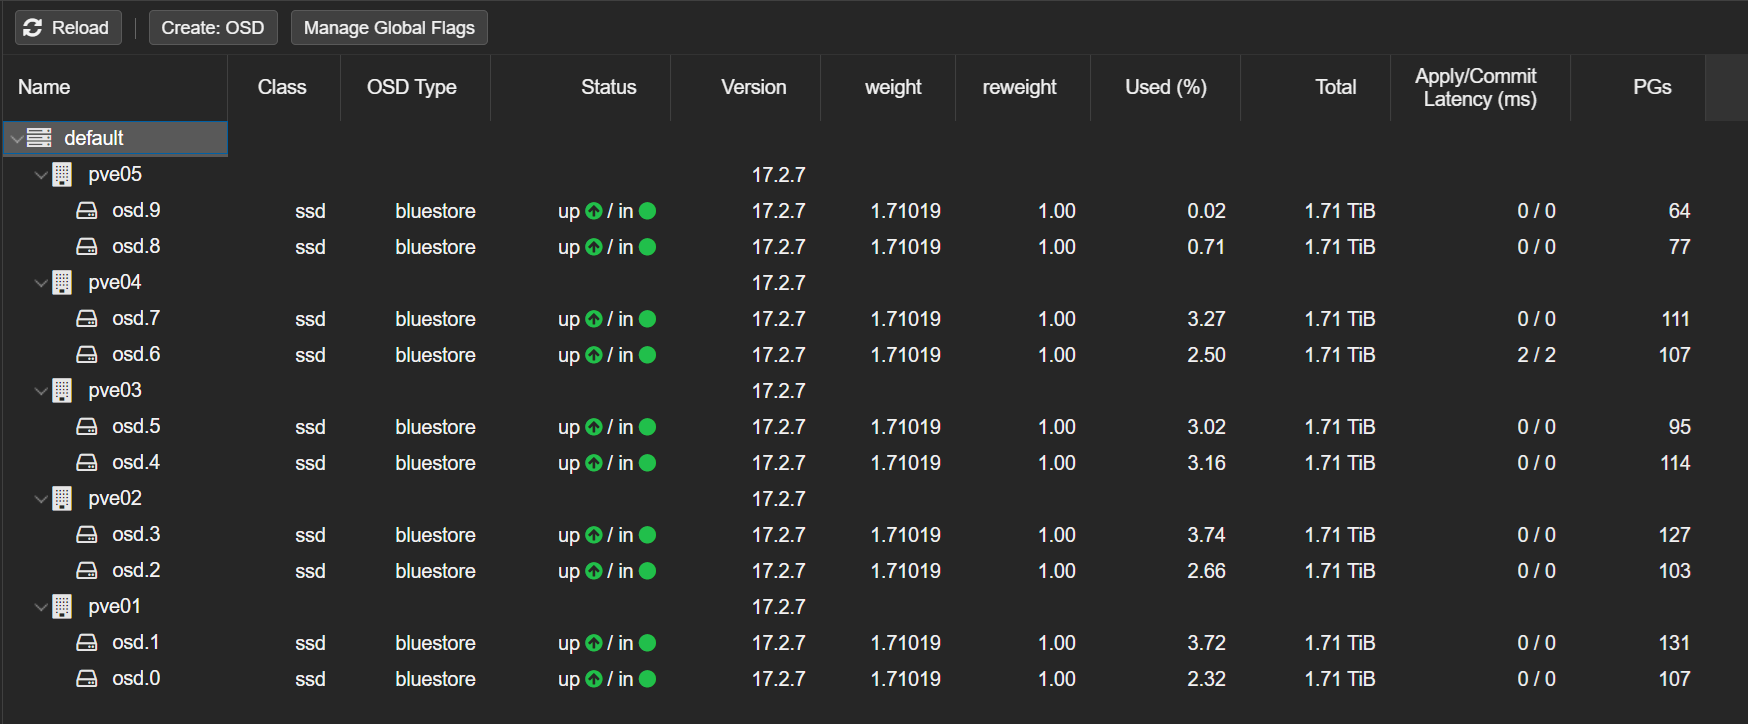 Reload Create: OSD Manage Global Flags
Name Class OSD Type Status Version weight reweight Used (%) Total Apply/Commit Latency (ms) PGs
default
pve05 17.2.7
osd.9 ssd bluestore up / in 17.2.7 1.71019 1.00 0.02 1.71 TiB 0 / 0 64
osd.8 ssd bluestore up / in 17.2.7 1.71019 1.00 0.71 1.71 TiB 0 / 0 77
pve04 17.2.7
osd.7 ssd bluestore up / in 17.2.7 1.71019 1.00 3.27 1.71 TiB 0 / 0 111
osd.6 ssd bluestore up / in 17.2.7 1.71019 1.00 2.50 1.71 TiB 2 / 2 107
pve03 17.2.7
osd.5 ssd bluestore up / in 17.2.7 1.71019 1.00 3.02 1.71 TiB 0 / 0 95
osd.4 ssd bluestore up / in 17.2.7 1.71019 1.00 3.16 1.71 TiB 0 / 0 114
pve02 17.2.7
osd.3 ssd bluestore up / in 17.2.7 1.71019 1.00 3.74 1.71 TiB 0 / 0 127
osd.2 ssd bluestore up / in 17.2.7 1.71019 1.00 2.66 1.71 TiB 0 / 0 103
pve01 17.2.7
osd.1 ssd bluestore up / in 17.2.7 1.71019 1.00 3.72 1.71 TiB 0 / 0 131
osd.0 ssd bluestore up / in 17.2.7 1.71019 1.00 2.32 1.71 TiB 0 / 0 107